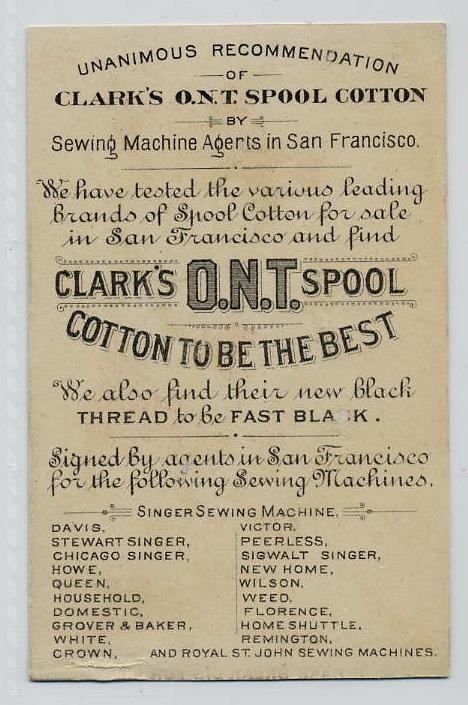 UNANIMOUS RECOMMENDATION
OF
CLARK'S O.N.T. SPOOL COTTON
BY
Sewing Machine Agents in San Francisco.
We have tested the various leading
brands of Spool Cotton for sale
in San Francisco and find
CLARK'S O.N.T. SPOOL
COTTON TO BE THE BEST
We also find their new black
THREAD to be FAST BLA K.
Signed by agents in San Francisco
for the following Sewing Machines.
SINGER SEWING MACHINE,
DAVIS,
STEWART SINGER,
CHICAGO SINGER,
HOWE,
QUEEN,
HOUSEHOLD,
DOMESTIC,
GROVER & BAKER,
WHITE,
CROWN,
VICTOR,
PEERLESS,
SIGWALT SINGER,
NEW HOME,
WILSON,
WEED,
FLORENCE,
HOME SHUTTLE,
REMINGTON,
AND ROYAL ST. JOHN SEWING MACHINES.